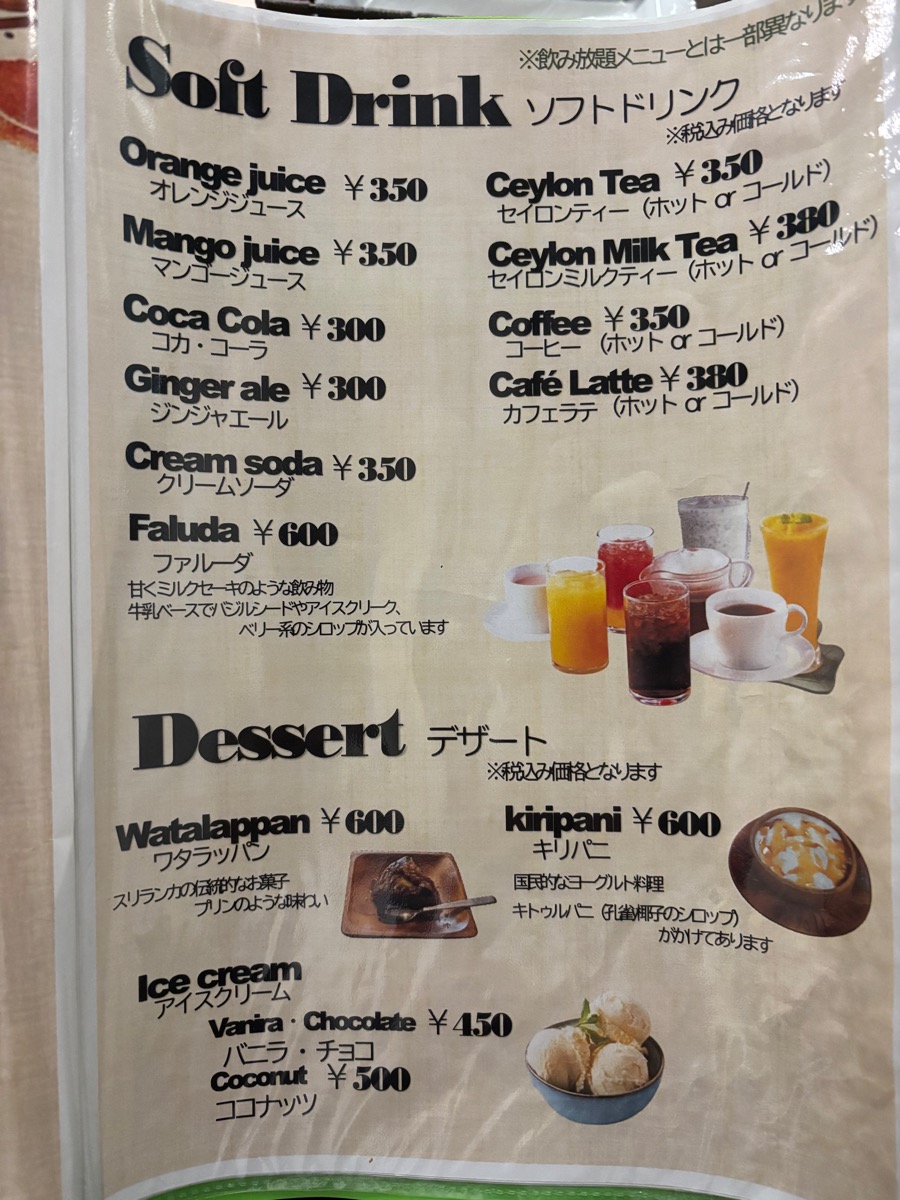 ※飲み放題メニューとは一部異なります
Soft Drink ソフトドリンク
※税込み価格となります
Orange juice ¥350
オレンジジュース
Mango juice ¥350
マンゴージュース
Coca Cola ¥300
コカ・コーラ
Ginger ale ¥300
ジンジャエール
Cream soda ¥350
クリームソーダ
Faluda ¥600
ファルーダ
甘くミルクセーキのような飲み物
牛乳ベースでバジルシードやアイスクリーク、
ベリー系のシロップが入っています
Ceylon Tea ¥350
セイロンティー（ホット or コールド）
Ceylon Milk Tea ¥380
セイロンミルクティー（ホット or コールド）
Coffee ¥350
コーヒー （ホット or コールド）
Café Latte ¥380
カフェラテ （ホット or コールド）
Dessert デザート
※税込み価格となります
Watalappan ¥600
ワタラッパン
スリランカの伝統的なお菓子
プリンのような味わい
kiripani ¥600
キリパニ
国民的なヨーグルト料理
キトゥルパニ（孔雀椰子のシロップ）
がかけてあります
Ice cream
アイスクリーム
Vanira・Chocolate ¥450
バニラ・チョコ
Coconut ¥500
ココナッツ